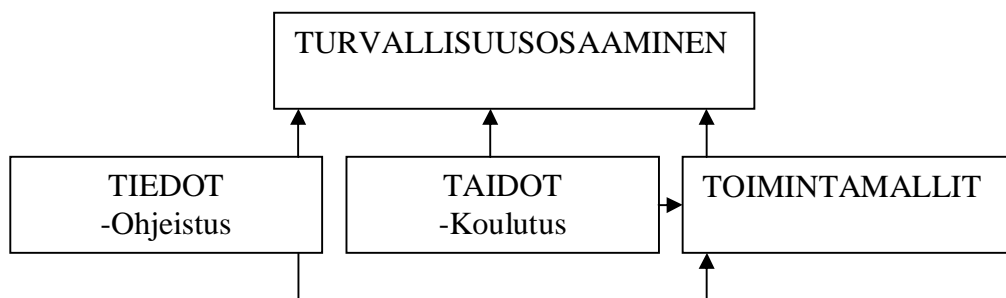 TURVALLISUUSOSAAMINEN
TIEDOT
-Ohjeistus
TAIDOT
-Koulutus
TOIMINTAMALLIT